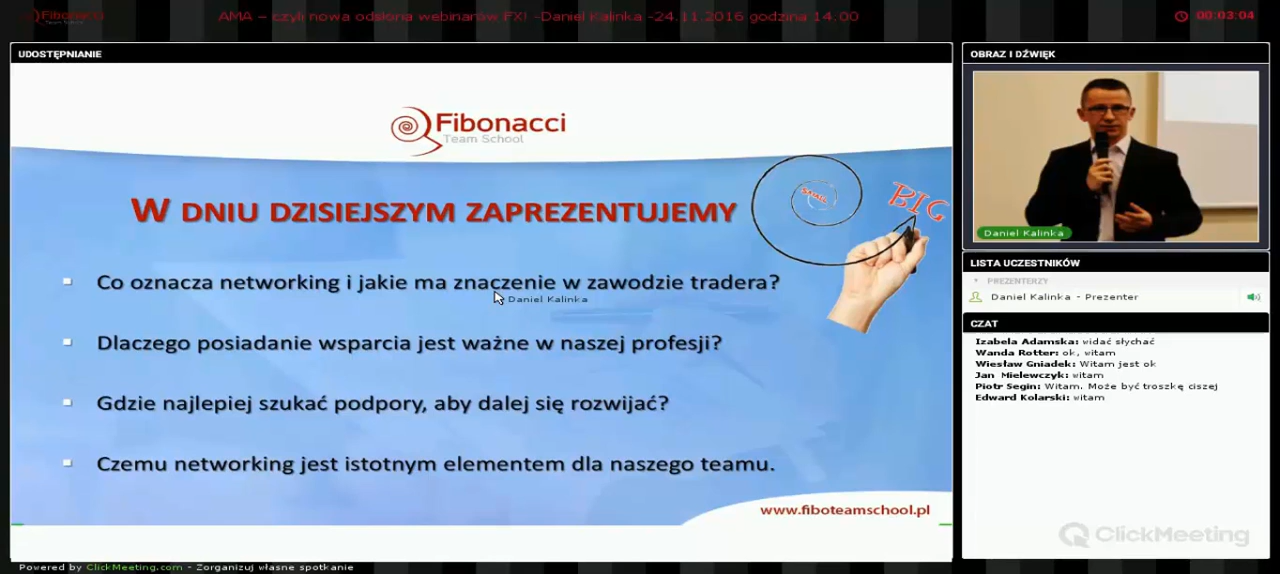 Fibonacci
Team School
AMA – czyli nowa odsłona webinarów FX! -Daniel Kalinka -24.11.2016 godzina 14.00
00:03:04
UDOSTĘPNIANIE
Fibonacci
Team School
W DNIU DZISIEJSZYM ZAPREZENTUJEMY
BIG
Co oznacza networking i jakie ma znaczenie w zawodzie tradera?
Daniel Kalinka
Dlaczego posiadanie wsparcia jest ważne w naszej profesji?
Gdzie najlepiej szukać podpory, aby dalej się rozwijać?
Czemu networking jest istotnym elementem dla naszego teamu.
www.fiboteamschool.pl
OBRAZ I DŹWIĘK
Daniel Kalinka
LISTA UCZESTNIKÓW
PREZENTERZY
Daniel Kalinka - Prezenter
CZAT
Izabela Adamska: widać słychać
Wanda Rotter: ok, witam
Wiesław Gniadek: Witam jest ok
Jan Mielewczyk: witam
Piotr Segin: Witam. Może być troszkę ciszej
Edward Kolarski: witam
ClickMeeting
Powered by ClickMeeting.com - Zorganizuj własne spotkanie